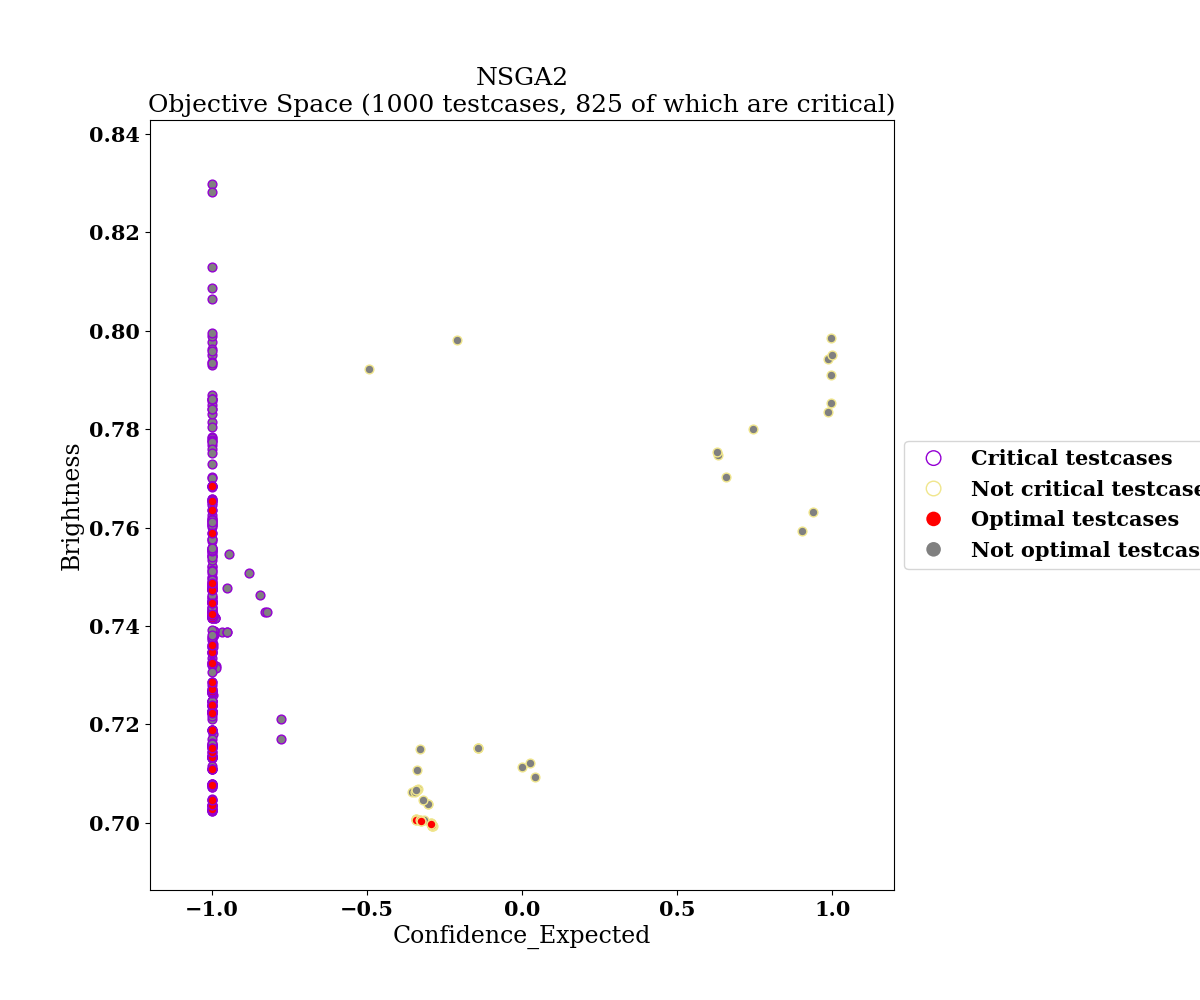 NSGA2
Objective Space (1000 testcases, 825 of which are critical)
0.84
0.82
0.80
0.78
0.76
0.74
0.72
0.70
Brightness
−1.0
−0.5
0.0
0.5
1.0
Confidence_Expected
Critical testcases
Not critical testcase
Optimal testcases
Not optimal testcas